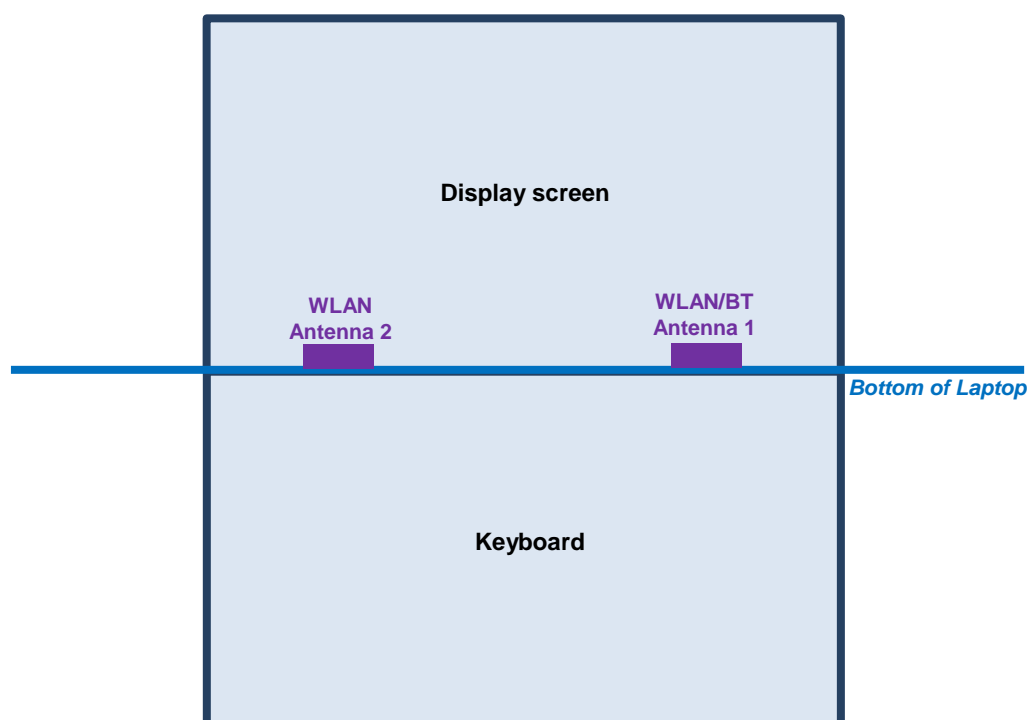 Display screen
WLAN
Antenna 2
WLAN/BT
Antenna 1
Bottom of Laptop
Keyboard